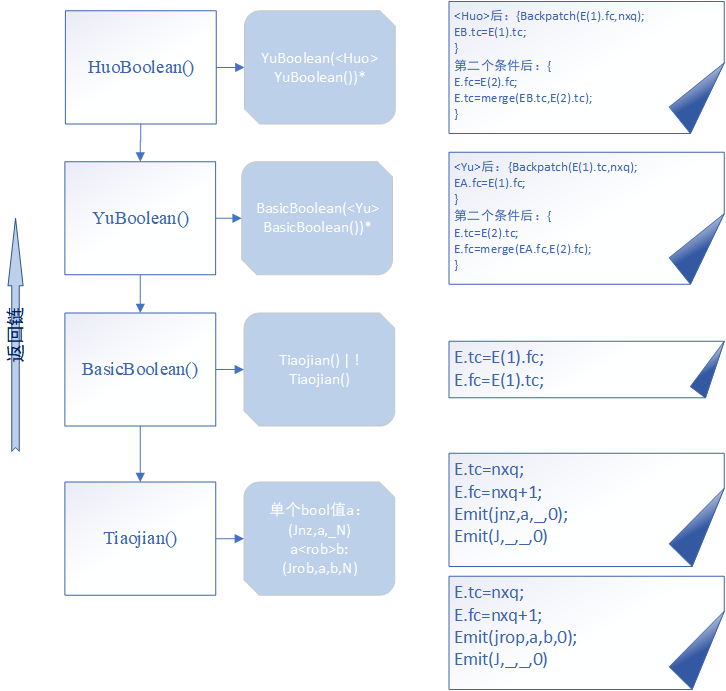 HuoBoolean()
YuBoolean(<Huo>
YuBoolean())*
<Huo>后：{Backpatch(E(1).fc,nxq);
EB.tc=E(1).tc;
}
第二个条件后：{
E.fc=E(2).fc;
E.tc=merge(EB.tc,E(2).tc);
}
YuBoolean()
BasicBoolean(<Yu>
BasicBoolean())*
<Yu>后：{Backpatch(E(1).tc,nxq);
EA.fc=E(1).fc;
}
第二个条件后：{
E.tc=E(2).tc;
E.fc=merge(EA.fc,E(2).fc);
}
返回链
BasicBoolean()
Tiaojian() | !
Tiaojian()
E.tc=E(1).fc;
E.fc=E(1).tc;
Tiaojian()
单个bool值a：
(Jnz,a,_N)
a<rob>b:
(Jrob,a,b,N)
E.tc=nxq;
E.fc=nxq+1;
Emit(jnz,a,_,0);
Emit(J,_,_,0)
E.tc=nxq;
E.fc=nxq+1;
Emit(jrop,a,b,0);
Emit(J,_,_,0)